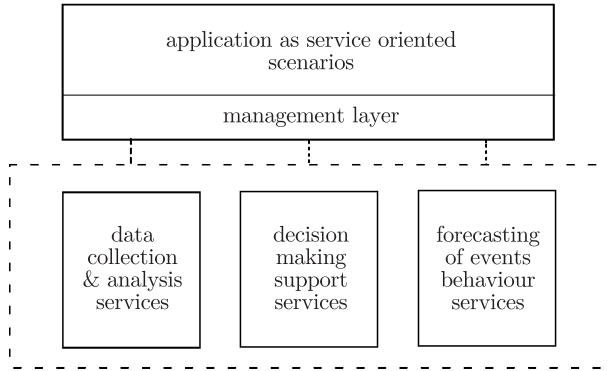 application as service oriented
scenarios
management layer
data
collection
& analysis
services
decision
making
support
services
forecasting
of events
behaviour
services